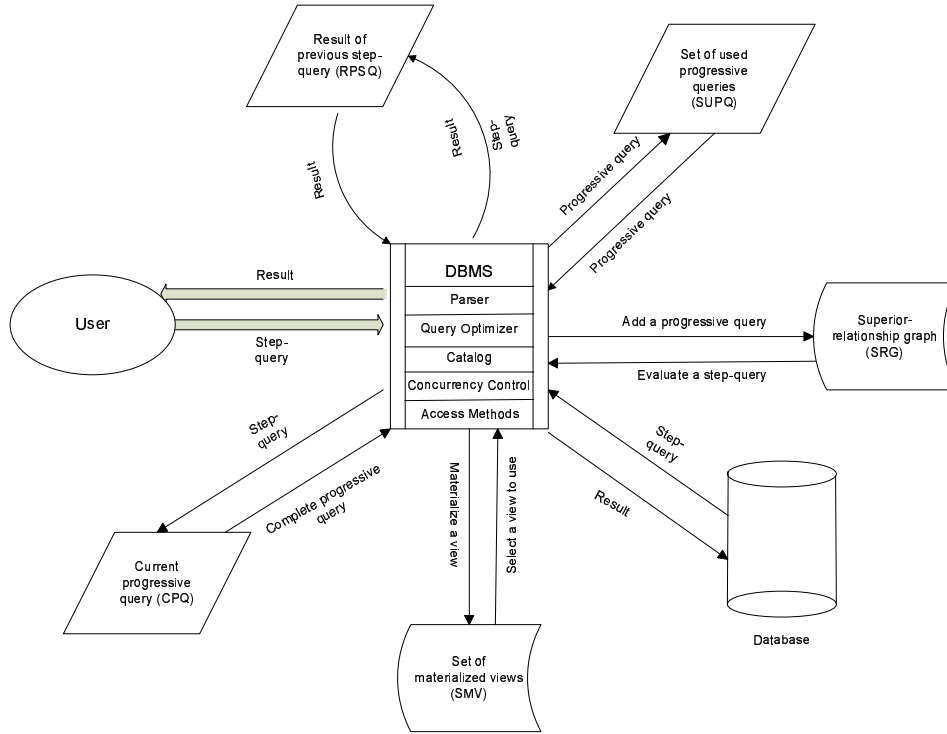 Result of
previous step-
query (RPSQ)
Set of used
progressive
queries
(SUPQ)
Result
Result
Step-
query
Progressive query
Progressive query
DBMS
Parser
Query Optimizer
Catalog
Concurrency Control
Access Methods
User
Result
Step-
query
Add a progressive query
Evaluate a step-query
Superior-
relationship graph
(SRG)
Step-
query
Complete progressive
query
Materialize a view
Select a view to use
Step-
query
Result
Current
progressive
query (CPQ)
Set of
materialized views
(SMV)
Database